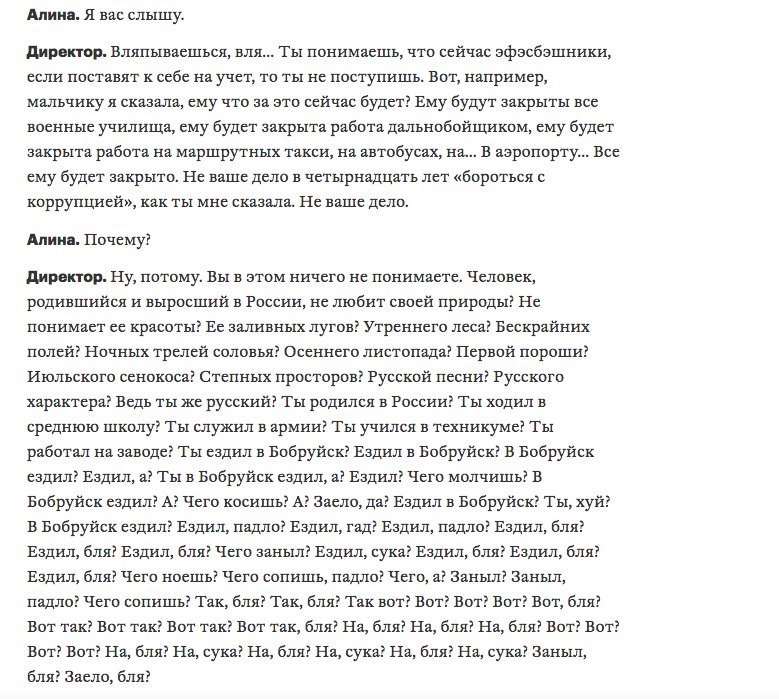 Алина. Я вас слышу.
Директор. Вляпываешься, вля... Ты понимаешь, что сейчас эфэсбэшники,
если поставят к себе на учет, то ты не поступишь. Вот, например,
мальчику я сказала, ему что за это сейчас будет? Ему будут закрыты все
военные училища, ему будет закрыта работа дальнобойщиком, ему будет
закрыта работа на маршрутных такси, на автобусах, на... В аэропорту... Все
ему будет закрыто. Не ваше дело в четырнадцать лет «бороться с
коррупцией», как ты мне сказала. Не ваше дело.
Алина. Почему?
Директор. Ну, потому. Вы в этом ничего не понимаете. Человек,
родившийся и выросший в России, не любит своей природы? Не
понимает ее красоты? Ее заливных лугов? Утреннего леса? Бескрайних
полей? Ночных трелей соловья? Осеннего листопада? Первой пороши?
Июльского сенокоса? Степных просторов? Русской песни? Русского
характера? Ведь ты же русский? Ты родился в России? Ты ходил в
среднюю школу? Ты служил в армии? Ты учился в техникуме? Ты
работал на заводе? Ты ездил в Бобруйск? Ездил в Бобруйск? В Бобруйск
ездил? Ездил, а? Ты в Бобруйск ездил, а? Ездил? Чего молчишь? В
Бобруйск ездил? А? Чего косишь? А? Заело, да? Ездил в Бобруйск? Ты, хуй?
В Бобруйск ездил? Ездил, падло? Ездил, гад? Ездил, падло? Ездил, бля?
Ездил, бля? Ездил, бля? Чего заныл? Ездил, сука? Ездил, бля? Ездил, бля?
Ездил, бля? Чего ноешь? Чего сопишь, падло? Чего, а? Заныл? Заныл,
падло? Чего сопишь? Так, бля? Так, бля? Так вот? Вот? Вот? Вот? Вот, бля?
Вот так? Вот так? Вот так? Вот так, бля? На, бля? На, бля? На, бля? Вот? Вот?
Вот? Вот? На, бля? На, сука? На, бля? На, сука? На, бля? На, сука? Заныл,
бля? Заело, бля?